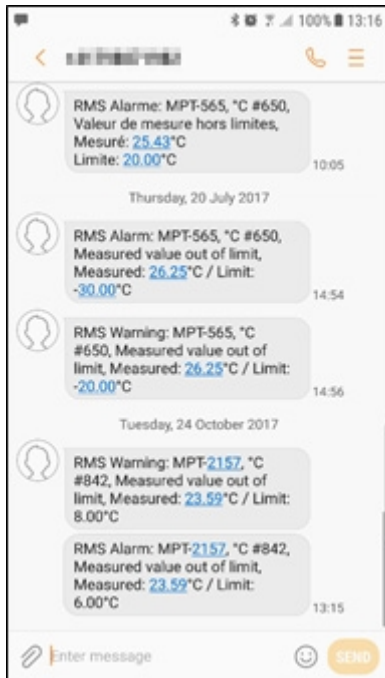 100% 13:16
RMS Alarme: MPT-565, °C #650,
Valeur de mesure hors limites,
Mesuré: 25.43°C
Limite: 20.00°C
10:05
Thursday, 20 July 2017
RMS Alarm: MPT-565, °C #650,
Measured value out of limit,
Measured: 26.25°C / Limit:
-30.00°C
14:54
RMS Warning: MPT-565, °C
#650, Measured value out of
limit, Measured: 26.25°C / Limit:
-20.00°C
14:56
Tuesday, 24 October 2017
RMS Warning: MPT-2157, °C
#842, Measured value out of
limit, Measured: 23.59°C / Limit:
8.00°C
RMS Alarm: MPT-2157, °C #842,
Measured value out of limit,
Measured: 23.59°C / Limit:
6.00°C
13:15
Enter message
SEND